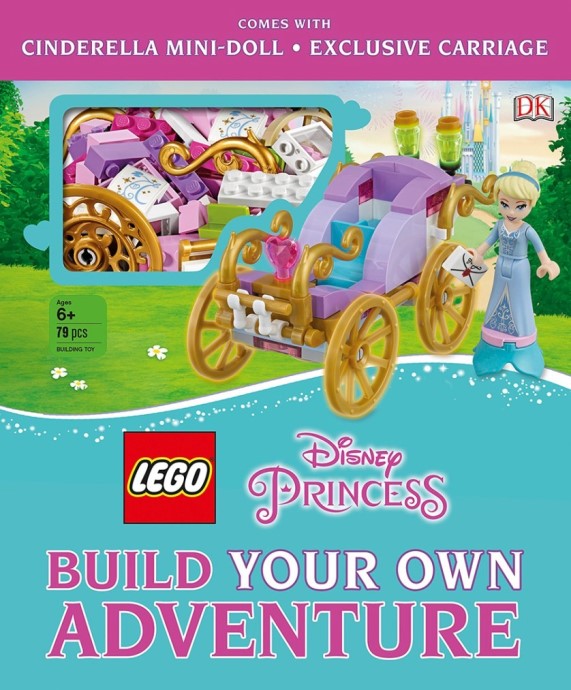 COMES WITH
CINDERELLA MINI-DOLL • EXCLUSIVE CARRIAGE
DK
Ages
6+
79 pcs
BUILDING TOY
LEGO
Disney
PRINCESS
BUILD YOUR OWN
ADVENTURE